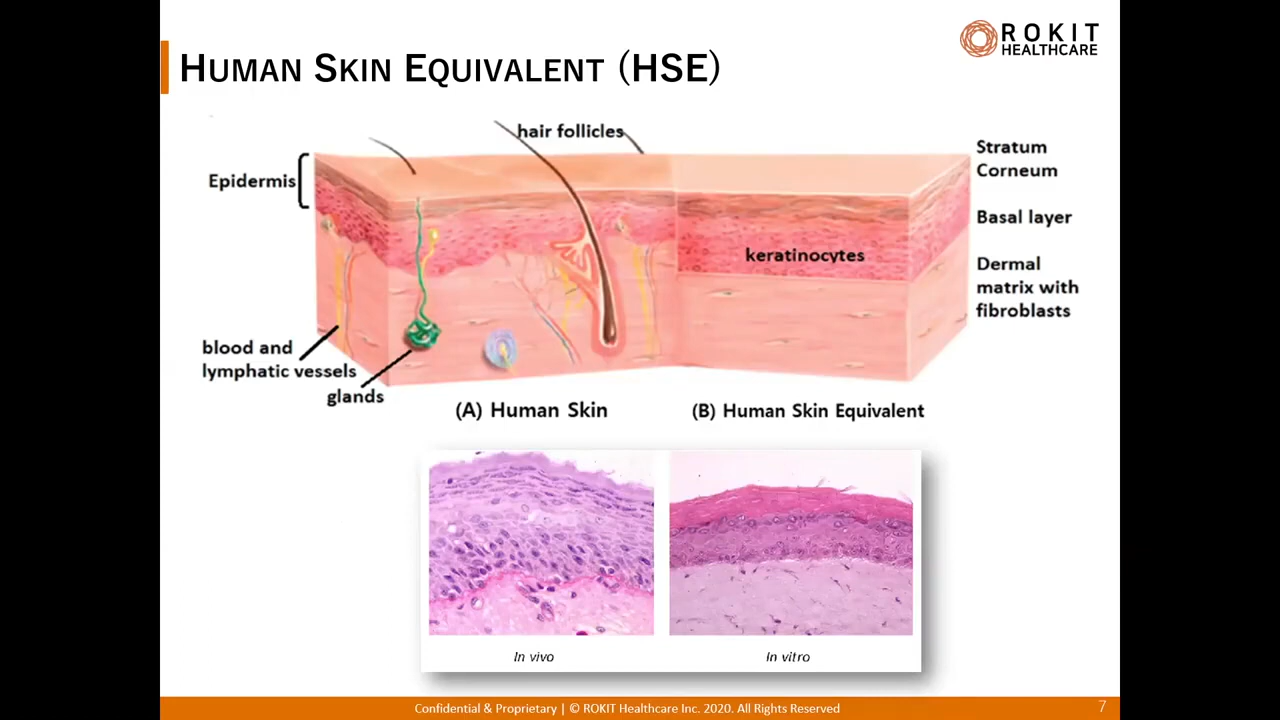 ROKIT
HEALTHCARE
HUMAN SKIN EQUIVALENT (HSE)
hair follicles
Epidermis
Stratum
Corneum
Basal layer
keratinocytes
Dermal
matrix with
fibroblasts
blood and
lymphatic vessels
glands
(A) Human Skin
(B) Human Skin Equivalent
In vivo
In vitro
Confidential & Proprietary | © ROKIT Healthcare Inc. 2020. All Rights Reserved
7